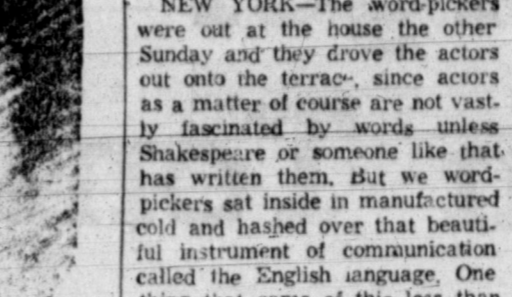 NEW YORK—The word-pickers
were out at the house the other
Sunday and they drove the actors
out onto the terrace, since actors
as a matter of course are not vast-
ly fascinated by words unless
Shakespeare or someone like that
has written them. But we word-
pickers sat inside in manufactured
cold and hashed over that beauti-
ful instrument of communication
called the English language. One